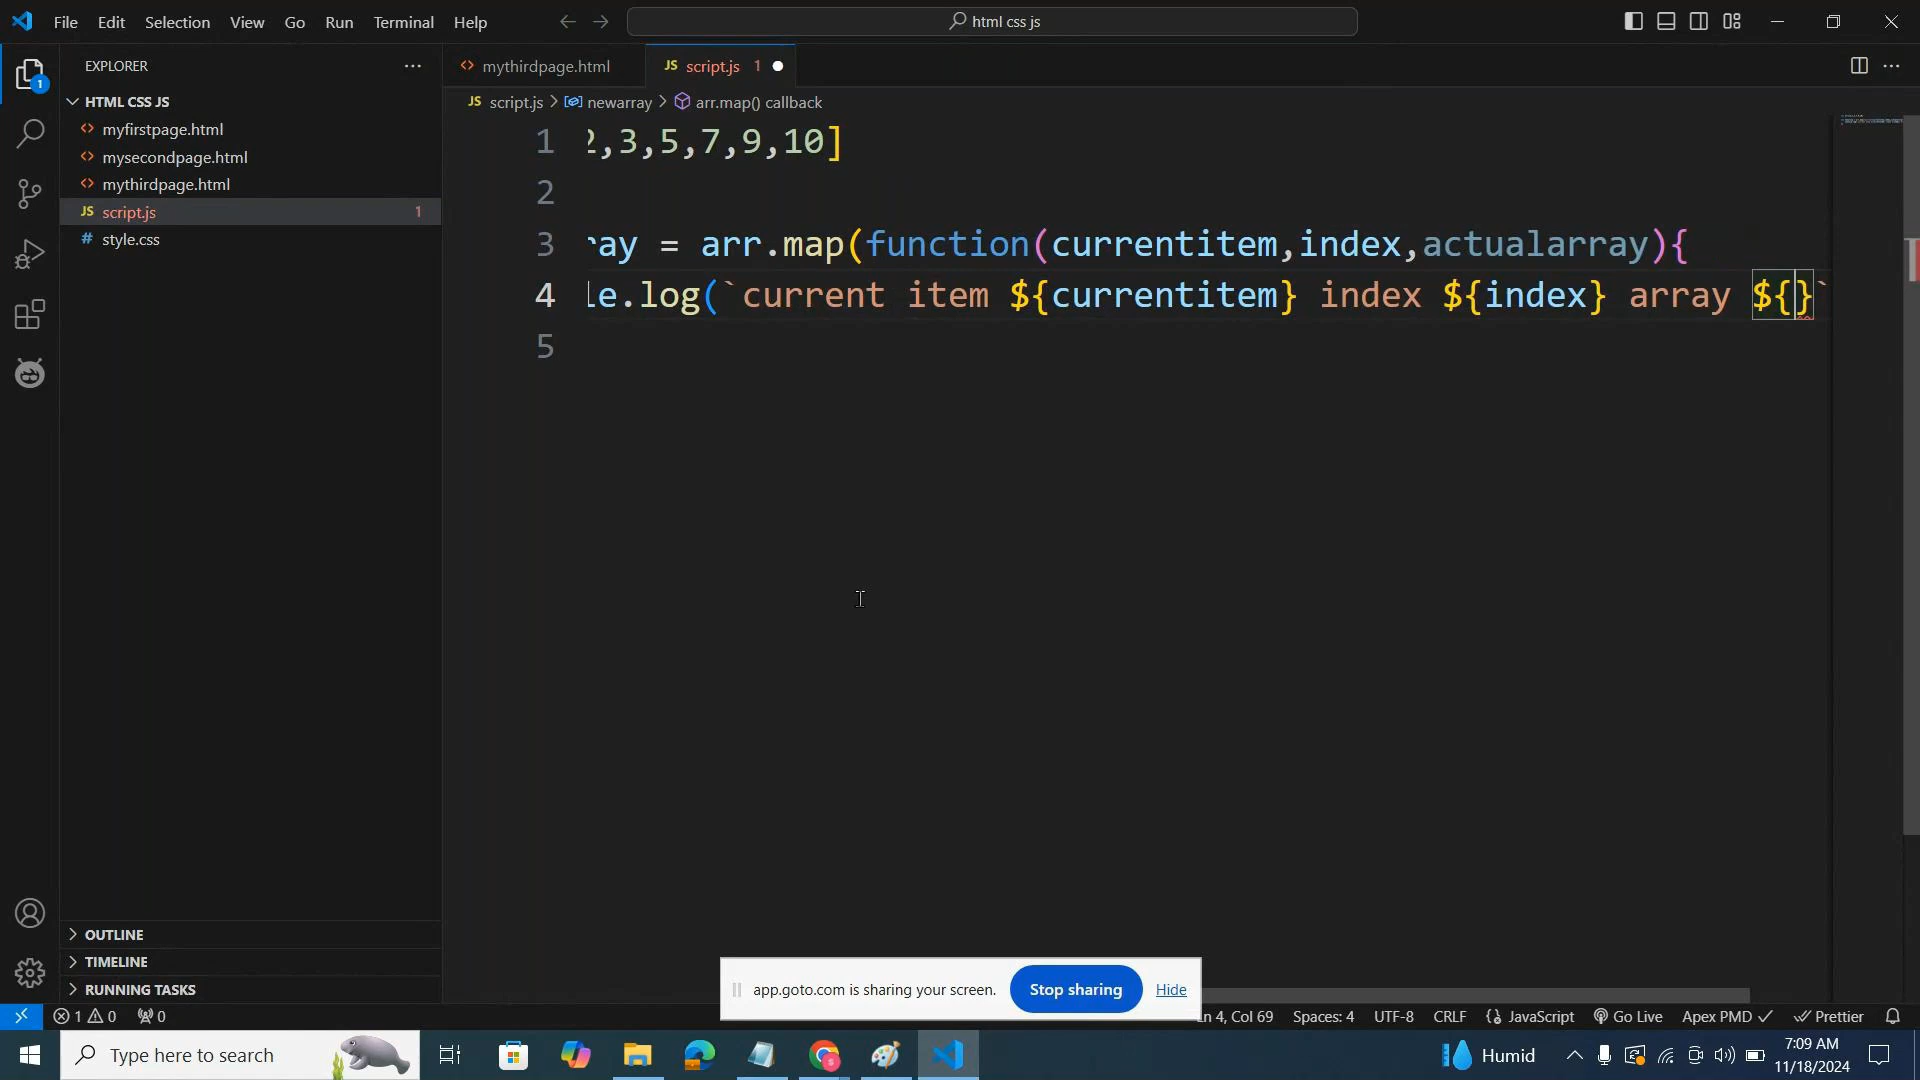 File Edit Selection View Go Run Terminal Help
html css js
EXPLORER
HTML CSS JS
myfirstpage.html
mysecondpage.html
mythirdpage.html
JS script.js 1
# style.css
OUTLINE
TIMELINE
RUNNING TASKS
mythirdpage.html
JS script.js 1
JS script.js > newarray > arr.map() callback
1 2,3,5,7,9,10]
2
3 ray = arr.map(function(currentitem,index,actualarray){
4 le.log(`current item ${currentitem} index ${index} array ${}`
5
app.goto.com is sharing your screen. Stop sharing Hide
1 0 0
Ln 4, Col 69 Spaces: 4 UTF-8 CRLF {} JavaScript Go Live Apex PMD Prettier
Type here to search
Humid
7:09 AM
11/18/2024